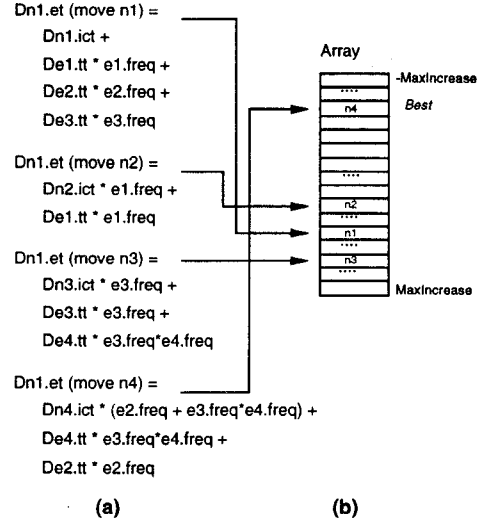 Dn1.et (move n1) =
Dn1.ict +
De1.tt * e1.freq +
De2.tt * e2.freq +
De3.tt * e3.freq
Dn1.et (move n2) =
Dn2.ict * e1.freq +
De1.tt * e1.freq
Dn1.et (move n3) =
Dn3.ict * e3.freq +
De3.tt * e3.freq +
De4.tt * e3.freq*e4.freq
Dn1.et (move n4) =
Dn4.ict * (e2.freq + e3.freq*e4.freq) +
De4.tt * e3.freq*e4.freq +
De2.tt * e2.freq
(a)
Array
-MaxIncrease
....
n4
Best
....
n2
....
n1
....
n3
....
MaxIncrease
(b)